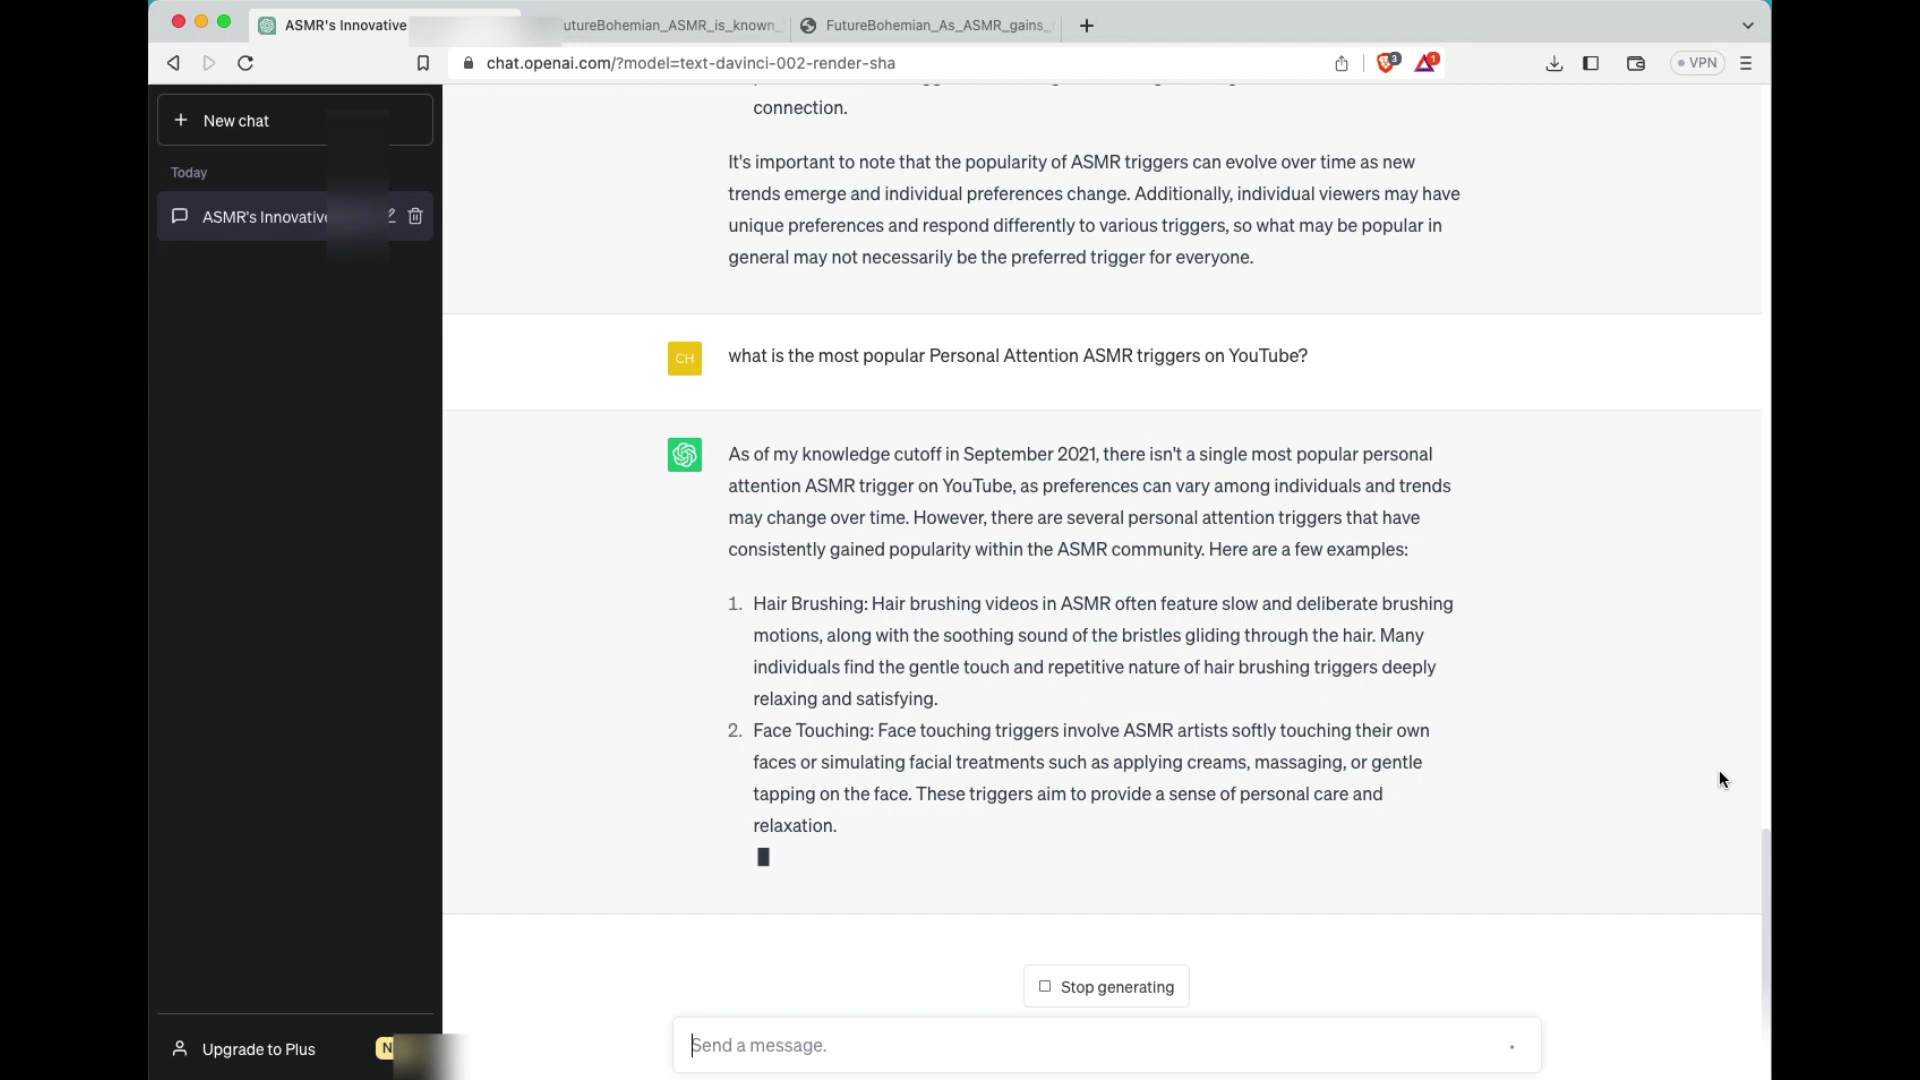 ASMR's Innovative
utureBohemian_ASMR_is_known_
FutureBohemian_As_ASMR_gains_
chat.openai.com/?model=text-davinci-002-render-sha
3
1
VPN
New chat
Today
ASMR's Innovative
connection.
It's important to note that the popularity of ASMR triggers can evolve over time as new
trends emerge and individual preferences change. Additionally, individual viewers may have
unique preferences and respond differently to various triggers, so what may be popular in
general may not necessarily be the preferred trigger for everyone.
CH
what is the most popular Personal Attention ASMR triggers on YouTube?
As of my knowledge cutoff in September 2021, there isn't a single most popular personal
attention ASMR trigger on YouTube, as preferences can vary among individuals and trends
may change over time. However, there are several personal attention triggers that have
consistently gained popularity within the ASMR community. Here are a few examples:
1. Hair Brushing: Hair brushing videos in ASMR often feature slow and deliberate brushing
motions, along with the soothing sound of the bristles gliding through the hair. Many
individuals find the gentle touch and repetitive nature of hair brushing triggers deeply
relaxing and satisfying.
2. Face Touching: Face touching triggers involve ASMR artists softly touching their own
faces or simulating facial treatments such as applying creams, massaging, or gentle
tapping on the face. These triggers aim to provide a sense of personal care and
relaxation.
Stop generating
Send a message.
Upgrade to Plus
N